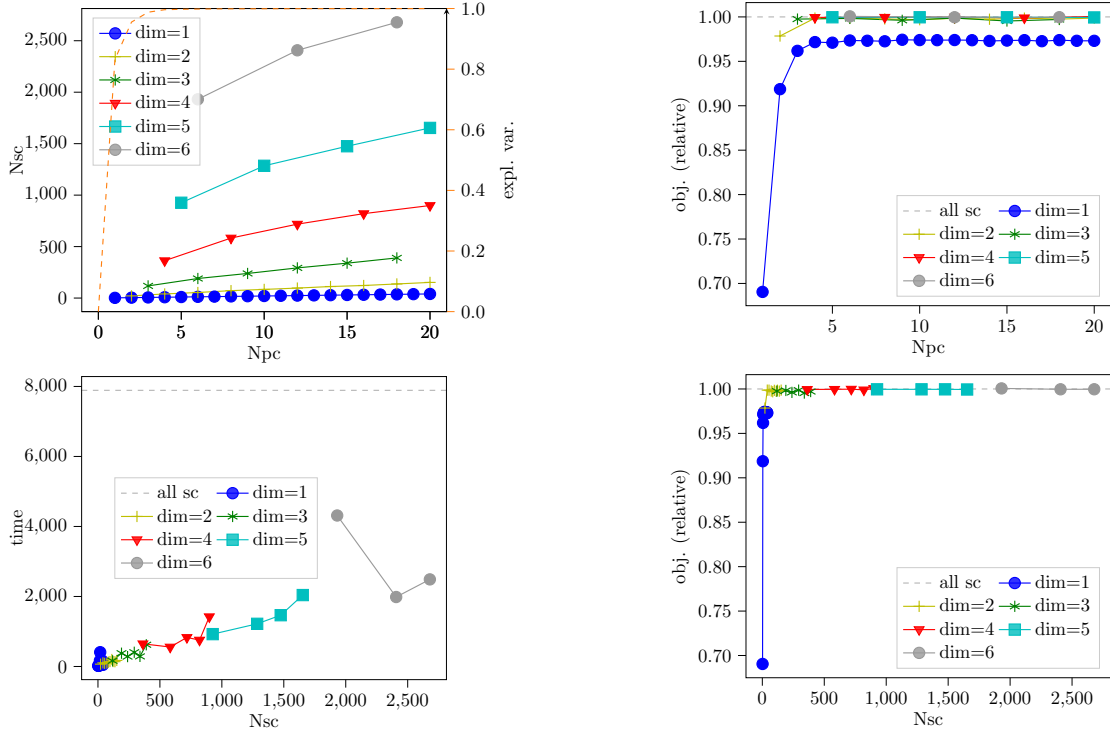 2,500
2,000
1,500
1,000
500
0
Nsc
dim=1
dim=2
dim=3
dim=4
dim=5
dim=6
1.0
0.8
0.6
0.4
0.2
0.0
expl. var.
0
5
10
15
20
Npc
1.00
0.95
0.90
0.85
0.80
0.75
0.70
obj. (relative)
all sc
dim=1
dim=2
dim=3
dim=4
dim=5
dim=6
5
10
15
20
Npc
8,000
6,000
4,000
2,000
0
time
all sc
dim=1
dim=2
dim=3
dim=4
dim=5
dim=6
0
500
1,000
1,500
2,000
2,500
Nsc
1.00
0.95
0.90
0.85
0.80
0.75
0.70
obj. (relative)
all sc
dim=1
dim=2
dim=3
dim=4
dim=5
dim=6
0
500
1,000
1,500
2,000
2,500
Nsc